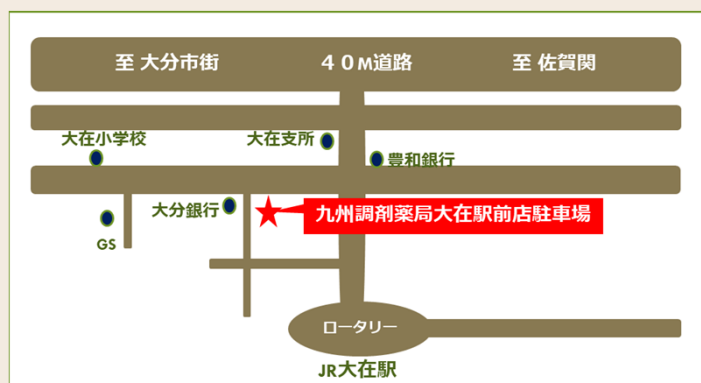 至 大分市街
４０M道路
至 佐賀関
大在小学校
大在支所
豊和銀行
大分銀行
九州調剤薬局大在駅前店駐車場
GS
ロータリー
JR大在駅